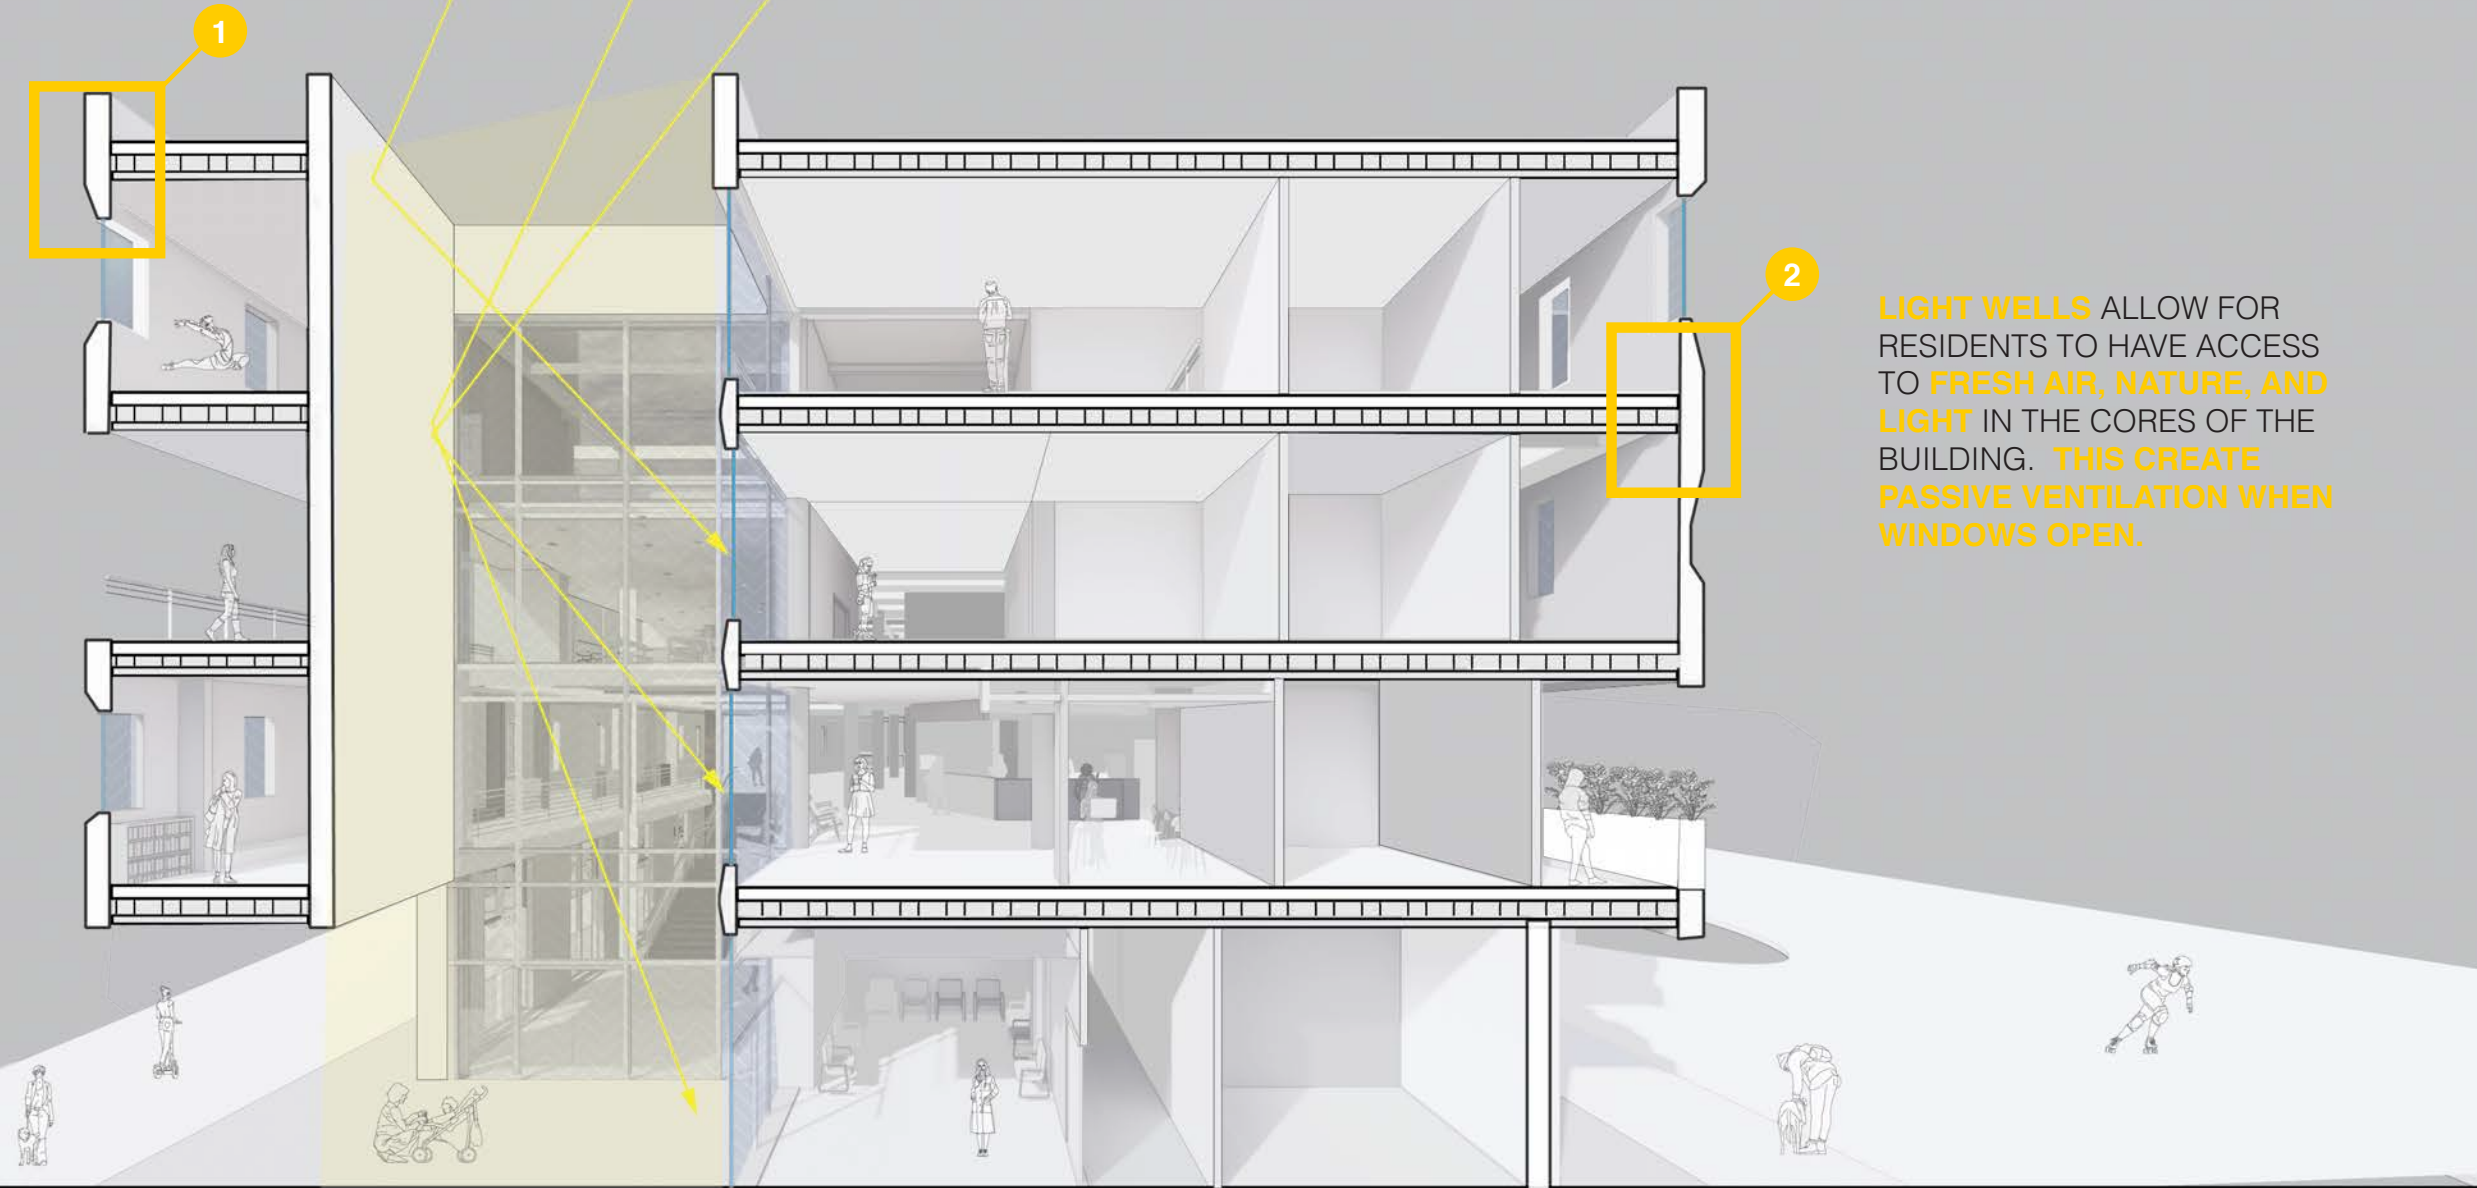 1
2
LIGHT WELLS ALLOW FOR
RESIDENTS TO HAVE ACCESS
TO FRESH AIR, NATURE, AND
LIGHT IN THE CORES OF THE
BUILDING. THIS CREATE
PASSIVE VENTILATION WHEN
WINDOWS OPEN.